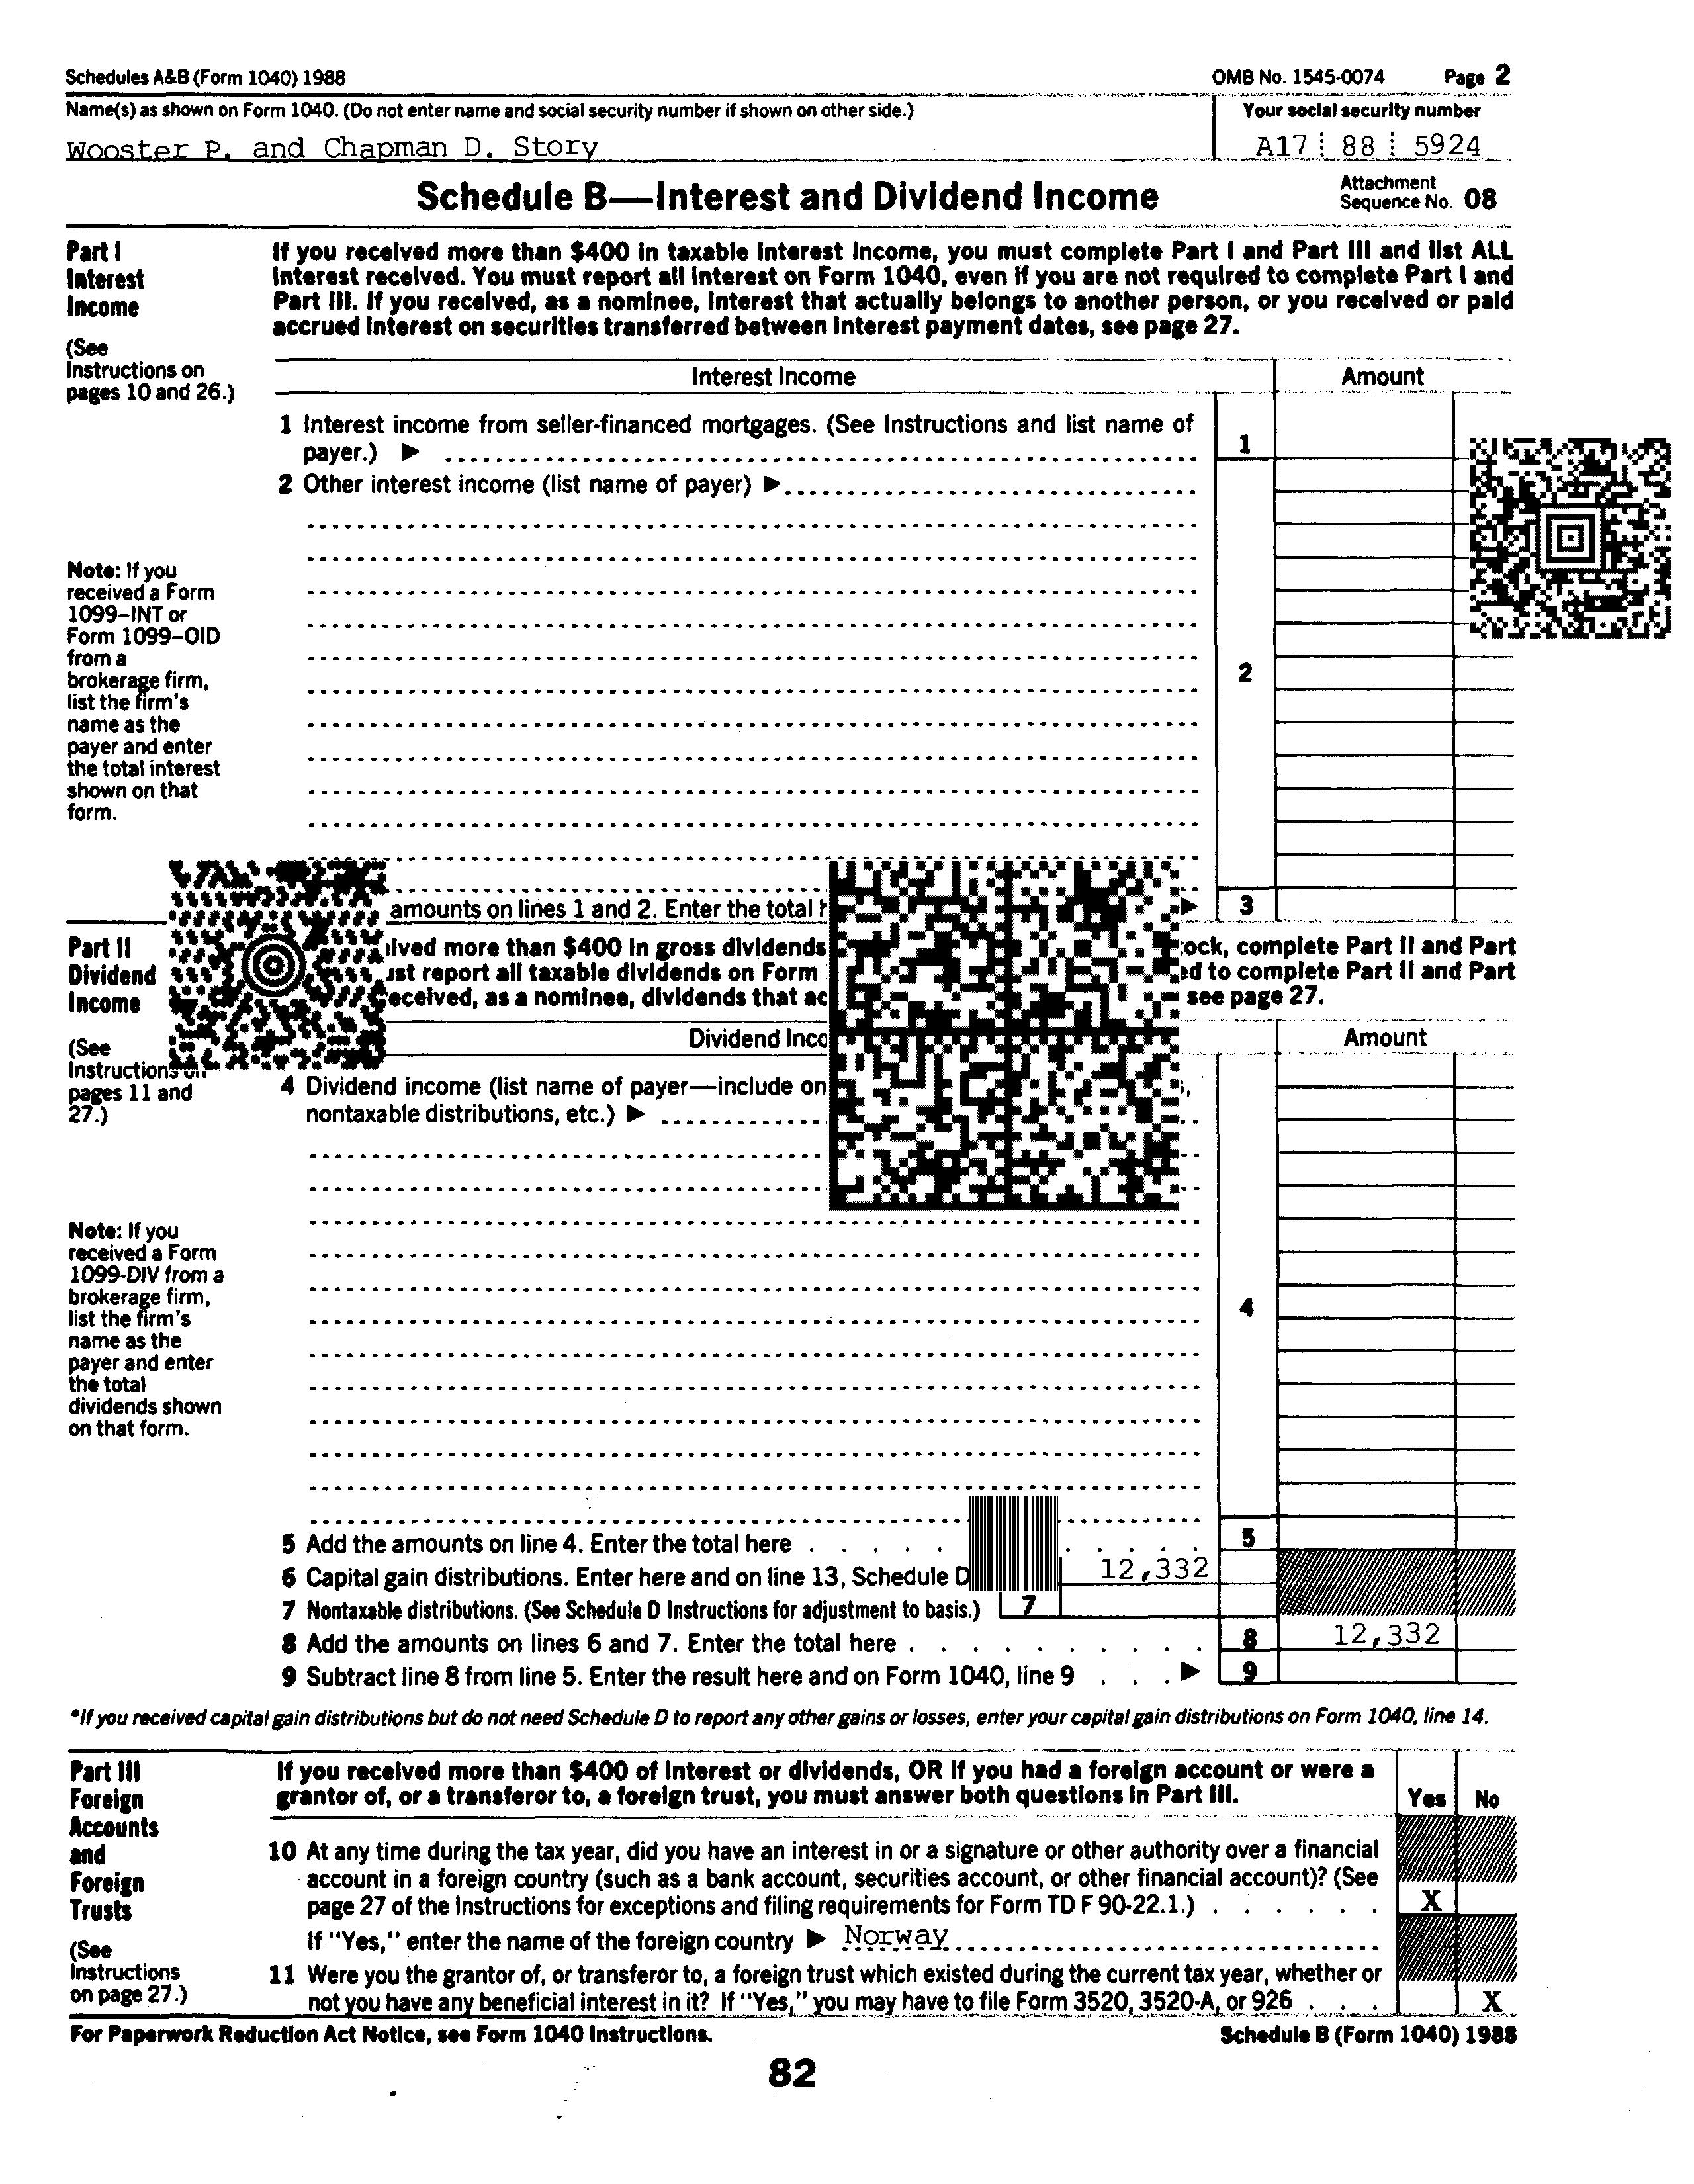 Schedules A&B (Form 1040) 1988 OMB No. 1545-0074 Page 2
Name(s) as shown on Form 1040. (Do not enter name and social security number if shown on other side.) Your social security number
Wooster P. and Chapman D. Story A17 88 5924
Schedule B—Interest and Dividend Income Attachment Sequence No. 08
Part I
Interest
Income
(See
Instructions on
pages 10 and 26.)
If you received more than $400 in taxable interest income, you must complete Part I and Part III and list ALL
interest received. You must report all interest on Form 1040, even if you are not required to complete Part I and
Part III. If you received, as a nominee, interest that actually belongs to another person, or you received or paid
accrued interest on securities transferred between interest payment dates, see page 27.
Interest Income Amount
1 Interest income from seller-financed mortgages. (See Instructions and list name of
payer.) ▶ 1
2 Other interest income (list name of payer) ▶
Note: If you
received a Form
1099–INT or
Form 1099–OID
from a
brokerage firm,
list the firm's
name as the
payer and enter
the total interest
shown on that
form.
2
amounts on lines 1 and 2. Enter the total ▶ 3
Part II
Dividend
Income
(See
Instructions
pages 11 and
27.)
more than $400 in gross dividends complete Part II and Part
report all taxable dividends on Form to complete Part II and Part
as a nominee, dividends that see page 27.
Dividend Amount
4 Dividend income (list name of payer—include on
nontaxable distributions, etc.) ▶
Note: If you
received a Form
1099-DIV from a
brokerage firm,
list the firm's
name as the
payer and enter
the total
dividends shown
on that form.
4
5 Add the amounts on line 4. Enter the total here 5
6 Capital gain distributions. Enter here and on line 13, Schedule D 12,332
7 Nontaxable distributions. (See Schedule D Instructions for adjustment to basis.) 7
8 Add the amounts on lines 6 and 7. Enter the total here 8 12,332
9 Subtract line 8 from line 5. Enter the result here and on Form 1040, line 9 ▶ 9
*If you received capital gain distributions but do not need Schedule D to report any other gains or losses, enter your capital gain distributions on Form 1040, line 14.
Part III
Foreign
Accounts
and
Foreign
Trusts
(See
Instructions
on page 27.)
If you received more than $400 of interest or dividends, OR if you had a foreign account or were a
grantor of, or a transferor to, a foreign trust, you must answer both questions in Part III. Yes No
10 At any time during the tax year, did you have an interest in or a signature or other authority over a financial
account in a foreign country (such as a bank account, securities account, or other financial account)? (See
page 27 of the Instructions for exceptions and filing requirements for Form TD F 90-22.1.) X
If "Yes," enter the name of the foreign country ▶ Norway
11 Were you the grantor of, or transferor to, a foreign trust which existed during the current tax year, whether or
not you have any beneficial interest in it? If "Yes," you may have to file Form 3520, 3520-A, or 926 X
For Paperwork Reduction Act Notice, see Form 1040 Instructions. Schedule B (Form 1040) 1988
82